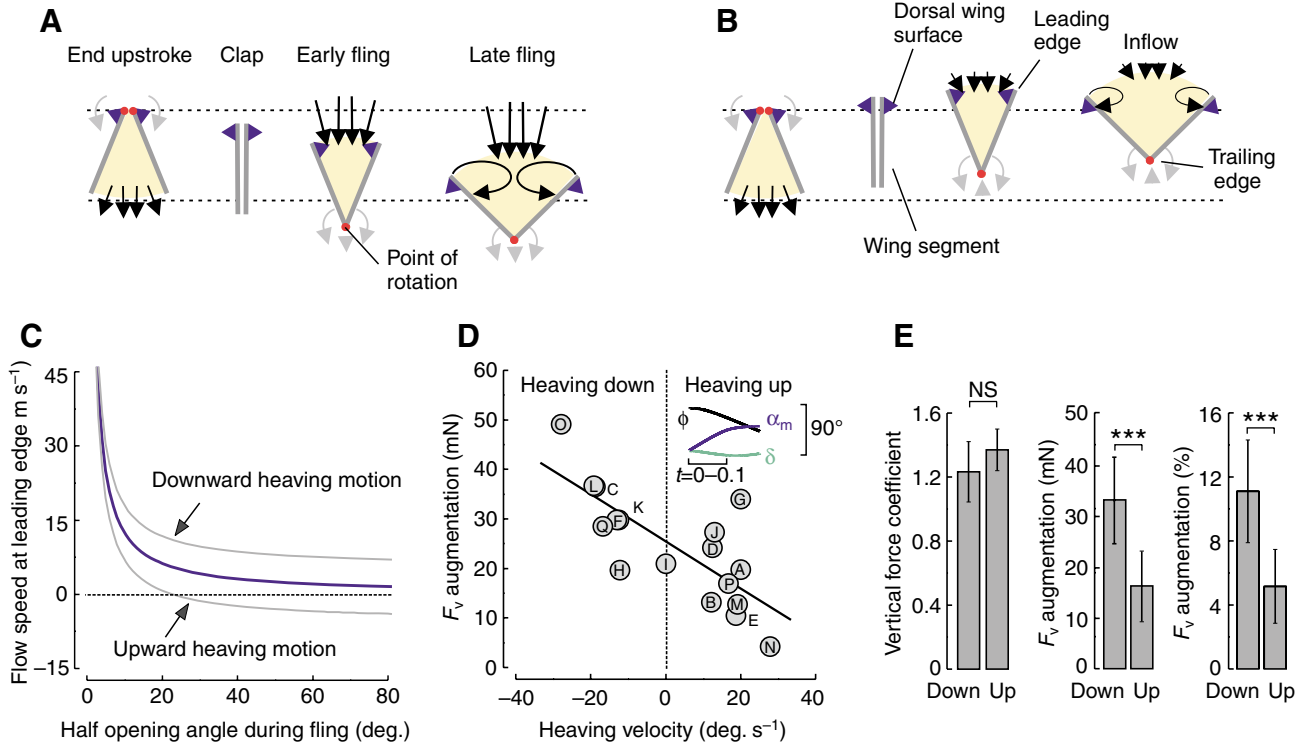 A
End upstroke
Clap
Early fling
Late fling
Point of
rotation
B
Dorsal wing
surface
Leading
edge
Inflow
Trailing
edge
Wing segment
C
Flow speed at leading edge m s⁻¹)
45
30
15
0
−15
Downward heaving motion
Upward heaving motion
0
20
40
60
80
Half opening angle during fling (deg.)
D
Fᵥ augmentation (mN)
60
50
40
30
20
10
0
Heaving down
Heaving up
ϕ
αₘ
δ
90°
t=0–0.1
O
L
C
K
F
Q
H
I
G
J
D
A
P
B
M
E
N
−40
−20
0
20
40
Heaving velocity (deg. s⁻¹)
E
Vertical force coefficient
1.6
1.2
0.8
0.4
0
NS
Down Up
Fᵥ augmentation (mN)
50
40
30
20
10
0
***
Down Up
Fᵥ augmentation (%)
16
12
8
4
0
***
Down Up